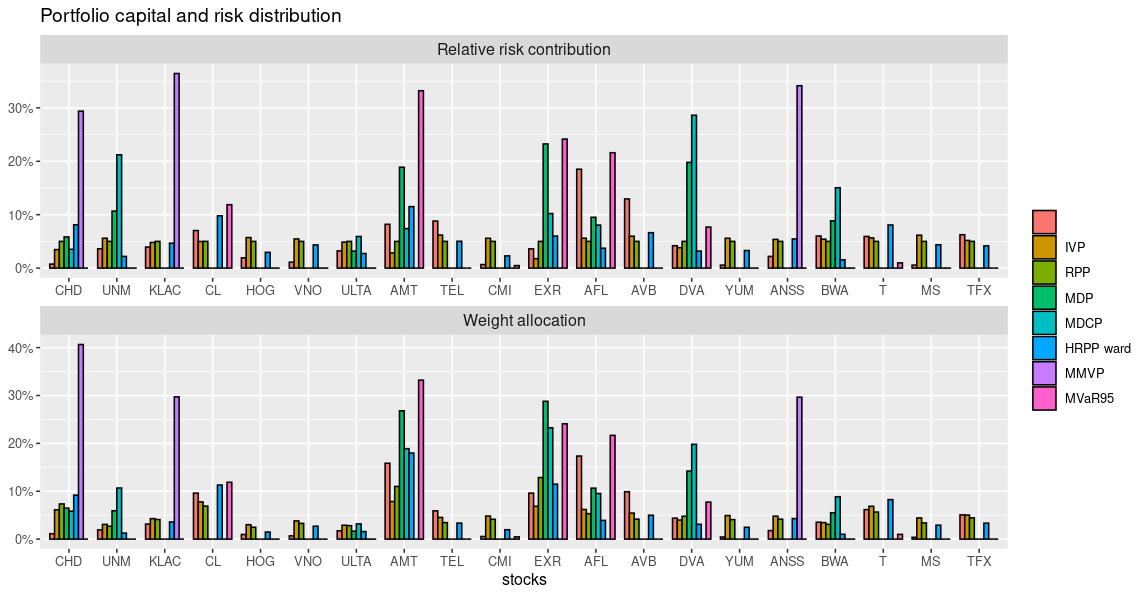 Portfolio capital and risk distribution
Relative risk contribution
30%
20%
10%
0%
CHD UNM KLAC CL HOG VNO ULTA AMT TEL CMI EXR AFL AVB DVA YUM ANSS BWA T MS TFX
Weight allocation
40%
30%
20%
10%
0%
CHD UNM KLAC CL HOG VNO ULTA AMT TEL CMI EXR AFL AVB DVA YUM ANSS BWA T MS TFX
stocks
IVP
RPP
MDP
MDCP
HRPP ward
MMVP
MVaR95